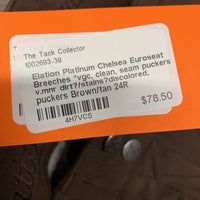 The Tack Collector
1002693-39
Elation Platinum Chelsea Euroseat
Breeches *vgc, clean, seam puckers
v.mnr dirt?/stains?discolored,
puckers Brown/tan 24R
$78.50
4H7VCS